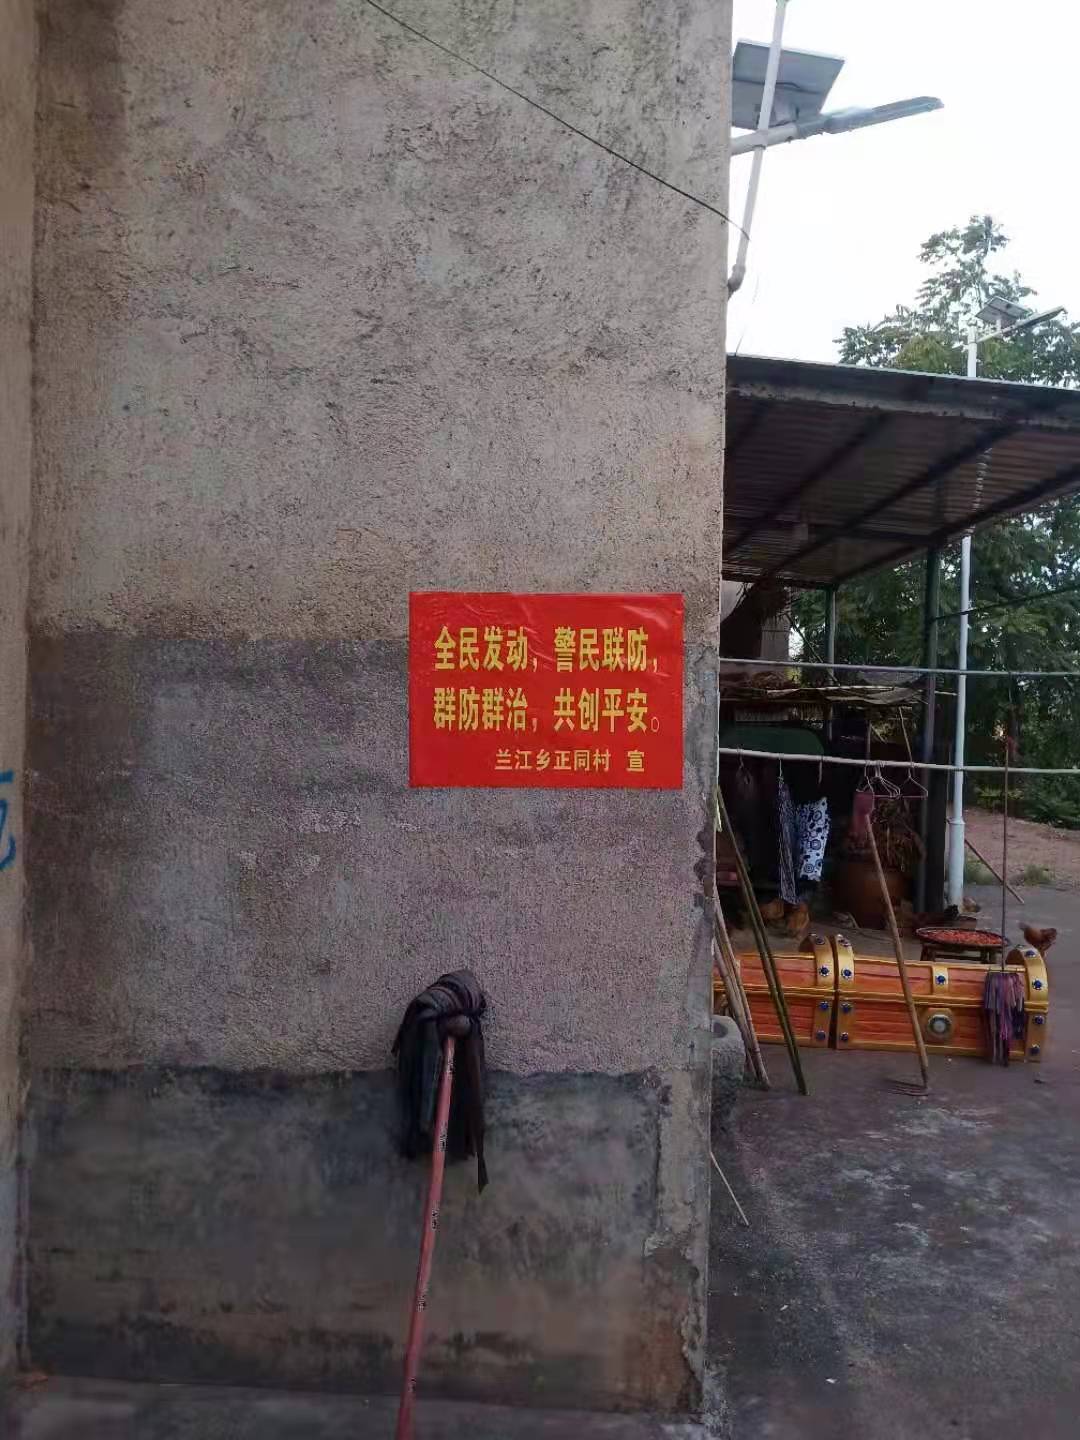 全民发动，警民联防，
群防群治，共创平安。
兰江乡正同村 宣